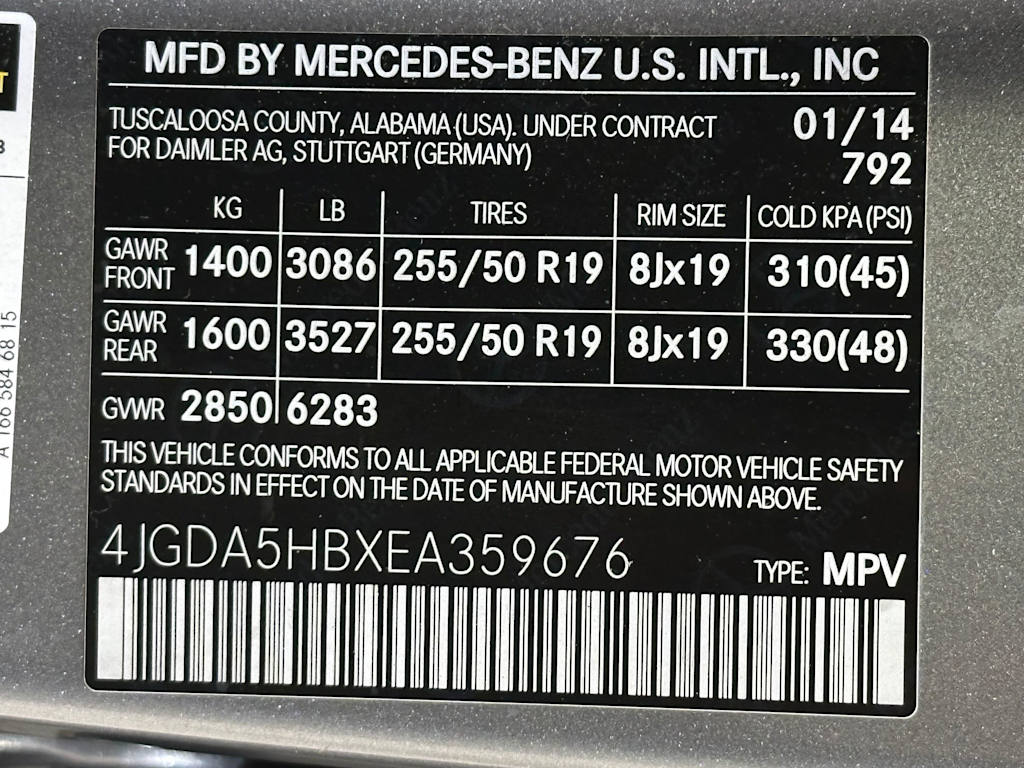 MFD BY MERCEDES-BENZ U.S. INTL., INC
TUSCALOOSA COUNTY, ALABAMA (USA). UNDER CONTRACT
FOR DAIMLER AG, STUTTGART (GERMANY)
01/14
792
KG LB TIRES RIM SIZE COLD KPA (PSI)
GAWR FRONT 1400 3086 255/50 R19 8Jx19 310(45)
GAWR REAR 1600 3527 255/50 R19 8Jx19 330(48)
GVWR 2850 6283
THIS VEHICLE CONFORMS TO ALL APPLICABLE FEDERAL MOTOR VEHICLE SAFETY
STANDARDS IN EFFECT ON THE DATE OF MANUFACTURE SHOWN ABOVE.
4JGDA5HBXEA359676
TYPE: MPV
A 166 584 68 15